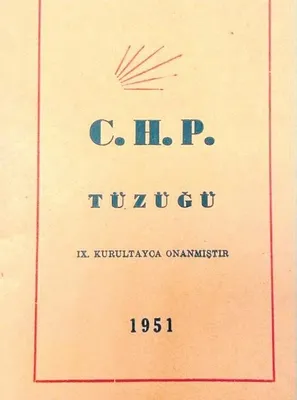 C. H. P.
TÜZÜĞÜ
IX. KURULTAYCA ONANMIŞTIR
1951